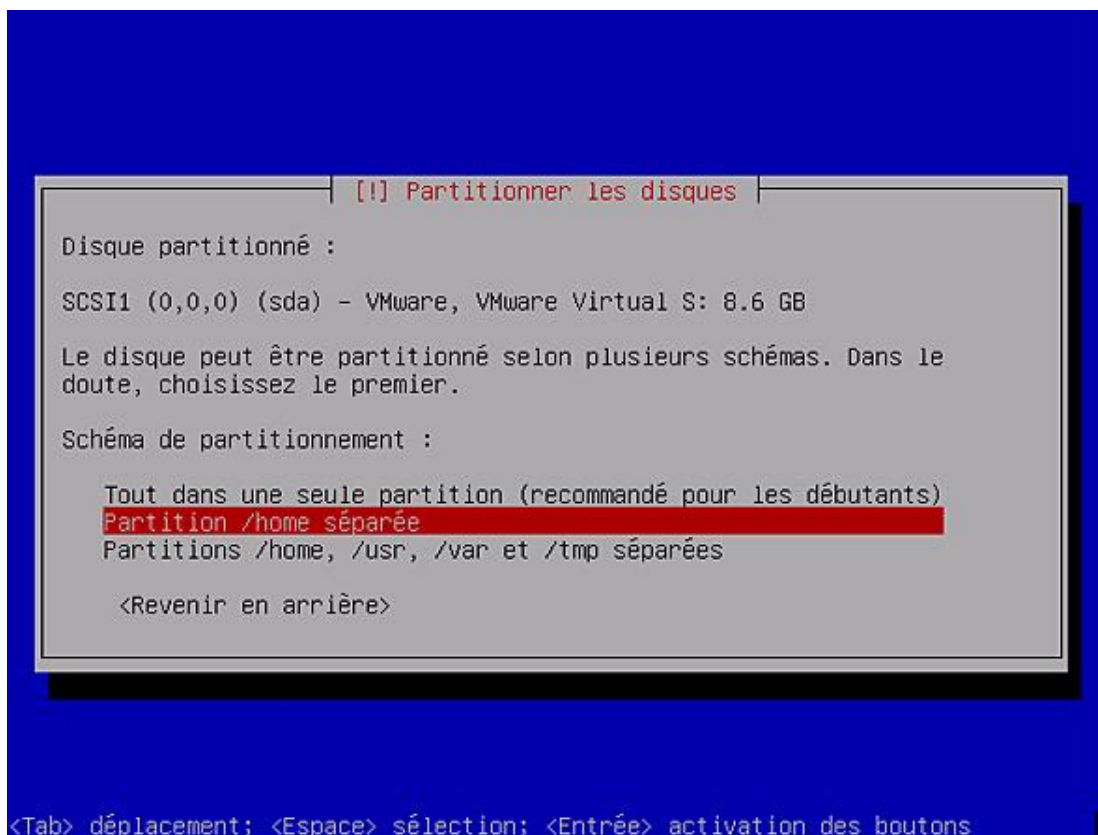 [!] Partitionner les disques
Disque partitionné :
SCSI1 (0,0,0) (sda) - VMware, VMware Virtual S: 8.6 GB
Le disque peut être partitionné selon plusieurs schémas. Dans le
doute, choisissez le premier.
Schéma de partitionnement :
Tout dans une seule partition (recommandé pour les débutants)
Partition /home séparée
Partitions /home, /usr, /var et /tmp séparées
<Revenir en arrière>
<Tab> déplacement; <Espace> sélection; <Entrée> activation des boutons